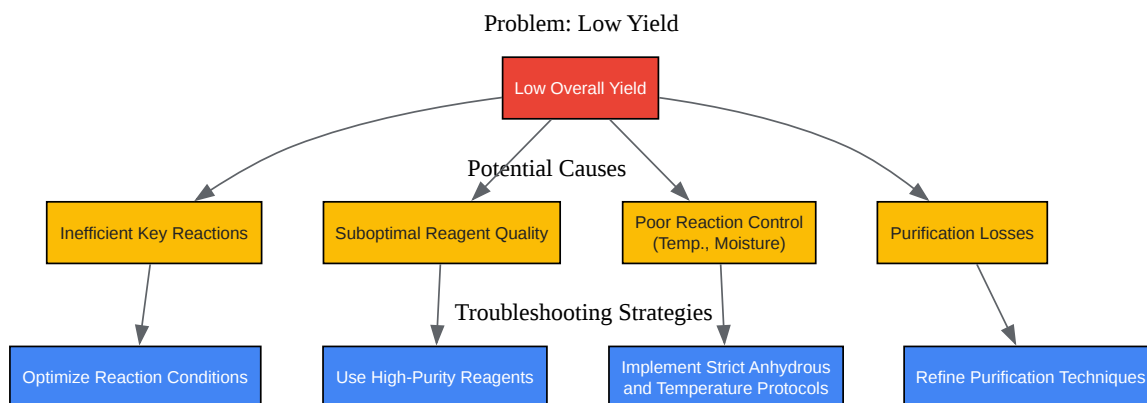 Problem: Low Yield
Low Overall Yield
Potential Causes
Inefficient Key Reactions
Suboptimal Reagent Quality
Poor Reaction Control
(Temp., Moisture)
Purification Losses
Troubleshooting Strategies
Optimize Reaction Conditions
Use High-Purity Reagents
Implement Strict Anhydrous
and Temperature Protocols
Refine Purification Techniques